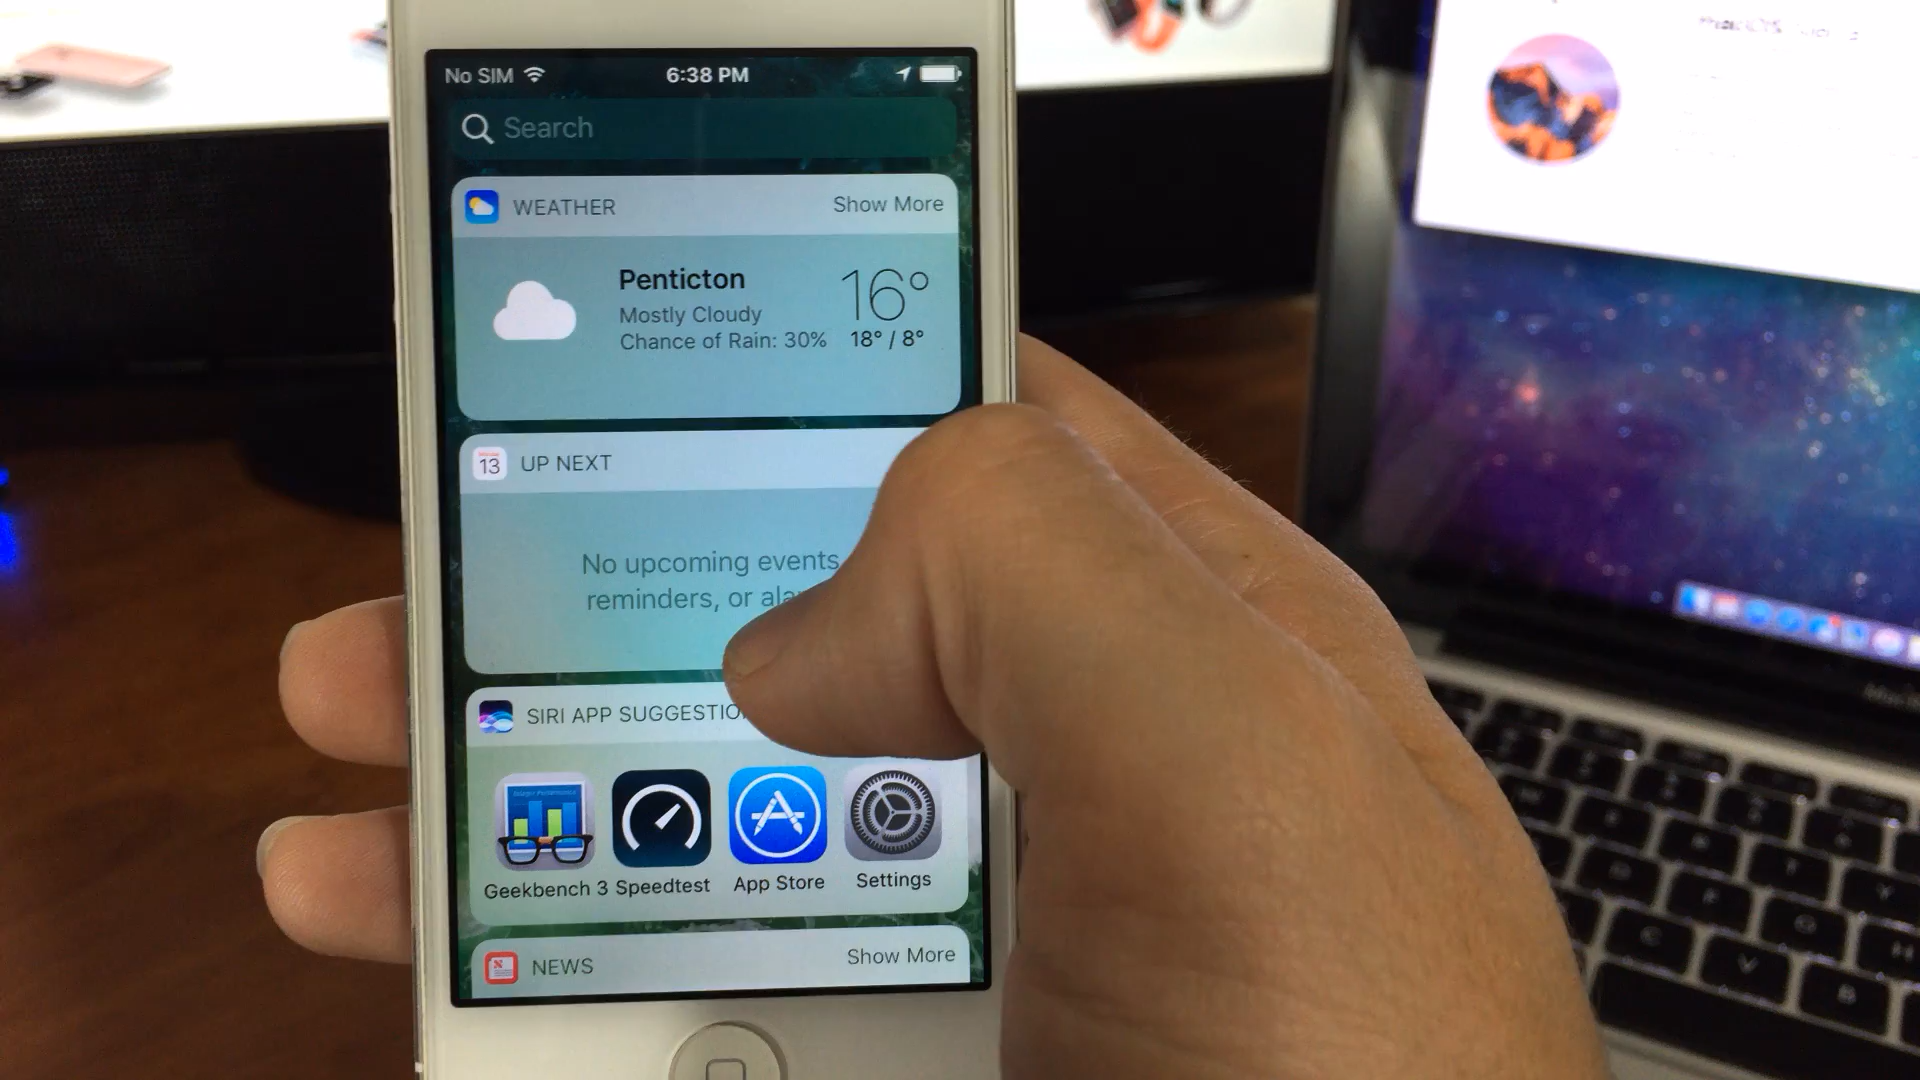 No SIM 6:38 PM
Search
WEATHER Show More
Penticton 16°
Mostly Cloudy
Chance of Rain: 30% 18° / 8°
13 UP NEXT
No upcoming events
reminders, or
SIRI APP
Geekbench 3 Speedtest App Store Settings
NEWS Show More